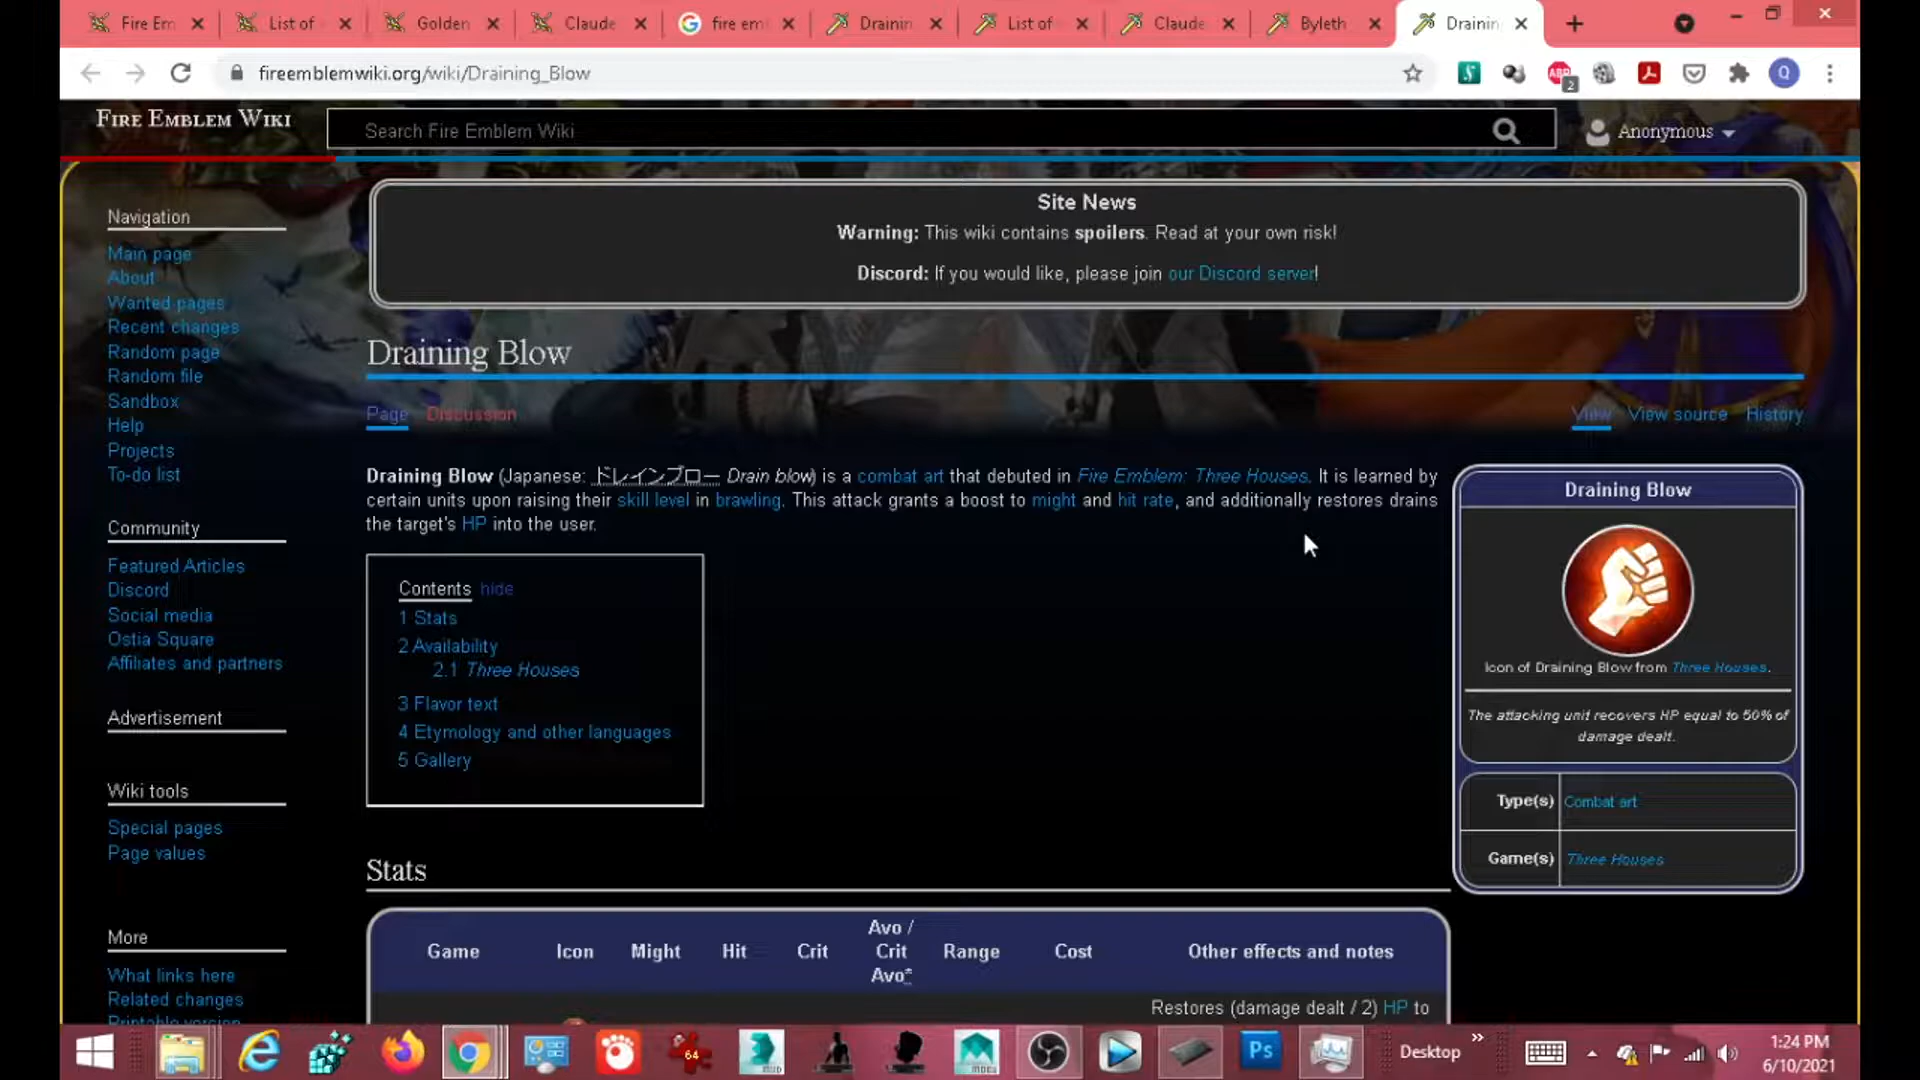 Fire Em
List of
Golden
Claude
fire em
Drainin
List of
Claude
Byleth
Drainin
fireemblemwiki.org/wiki/Draining_Blow
ABP
2
Q
FIRE EMBLEM WIKI
Search Fire Emblem Wiki
Anonymous
Site News
Warning: This wiki contains spoilers. Read at your own risk!
Discord: If you would like, please join our Discord server!
Navigation
Main page
About
Wanted pages
Recent changes
Random page
Random file
Sandbox
Help
Projects
To-do list
Community
Featured Articles
Discord
Social media
Ostia Square
Affiliates and partners
Advertisement
Wiki tools
Special pages
Page values
More
What links here
Related changes
Printable version
Draining Blow
Page Discussion
View View source History
Draining Blow (Japanese: ドレインブロー Drain blow) is a combat art that debuted in Fire Emblem: Three Houses. It is learned by
certain units upon raising their skill level in brawling. This attack grants a boost to might and hit rate, and additionally restores drains
the target's HP into the user.
Contents hide
1 Stats
2 Availability
2.1 Three Houses
3 Flavor text
4 Etymology and other languages
5 Gallery
Draining Blow
Icon of Draining Blow from Three Houses.
The attacking unit recovers HP equal to 50% of
damage dealt.
Type(s) Combat art
Game(s) Three Houses
Stats
Game Icon Might Hit Crit Avo / Crit Avo* Range Cost Other effects and notes
Restores (damage dealt / 2) HP to
64
MUD
Ps
Desktop
1:24 PM
6/10/2021